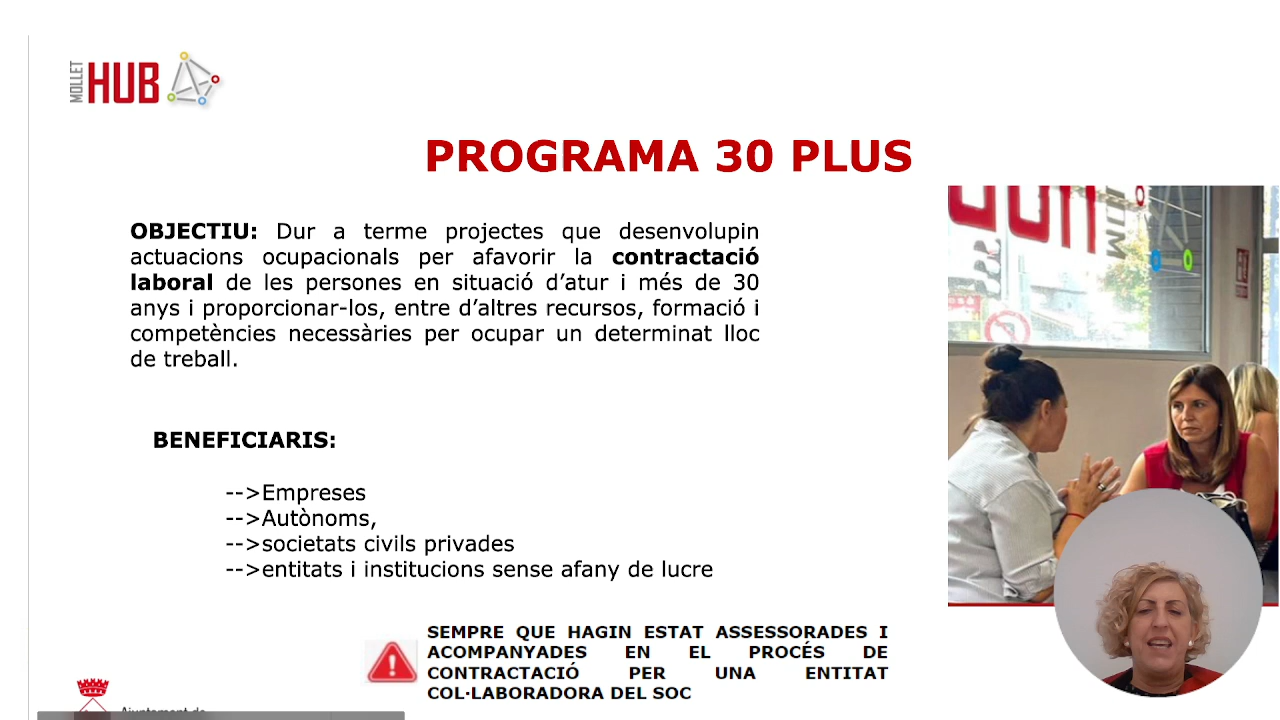 MOLLET
HUB
PROGRAMA 30 PLUS
OBJECTIU: Dur a terme projectes que desenvolupin
actuacions ocupacionals per afavorir la contractació
laboral de les persones en situació d’atur i més de 30
anys i proporcionar-los, entre d’altres recursos, formació i
competències necessàries per ocupar un determinat lloc
de treball.
BENEFICIARIS:
-->Empreses
-->Autònoms,
-->societats civils privades
-->entitats i institucions sense afany de lucre
SEMPRE QUE HAGIN ESTAT ASSESSORADES I
ACOMPANYADES EN EL PROCÉS DE
CONTRACTACIÓ PER UNA ENTITAT
COL·LABORADORA DEL SOC
Ajuntament de